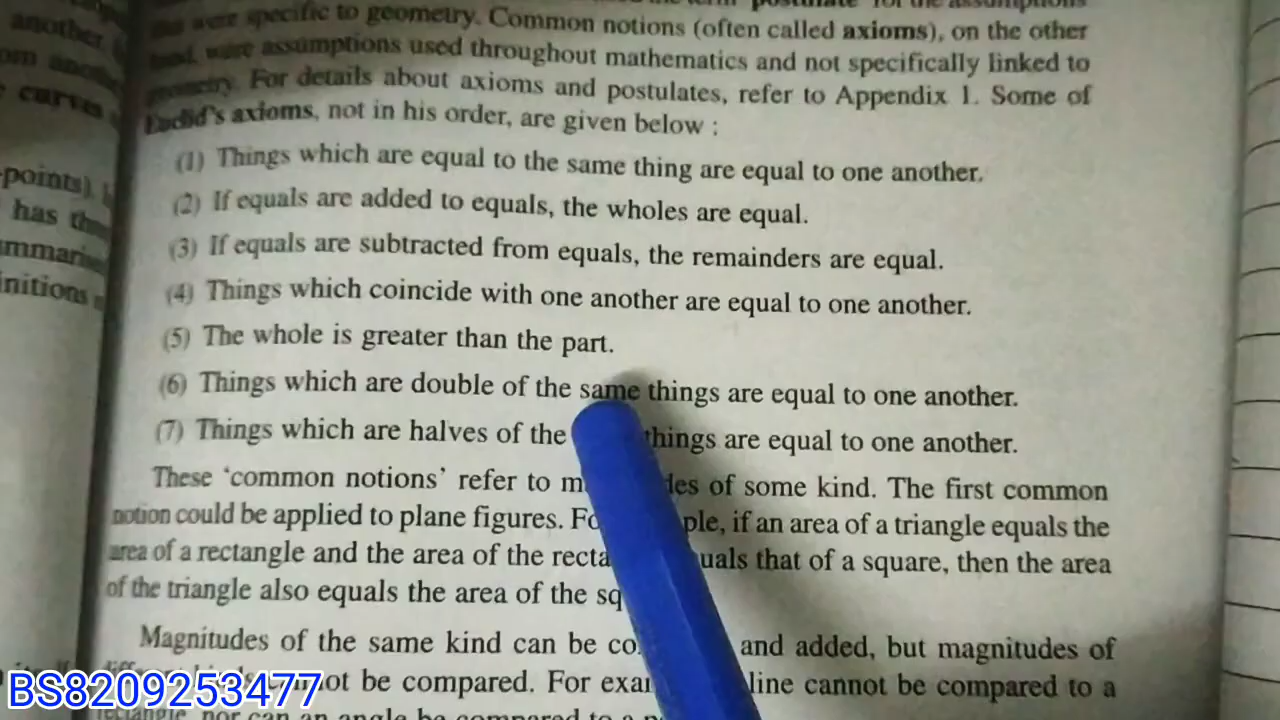 another
were specific to geometry. Common notions (often called axioms), on the other
were assumptions used throughout mathematics and not specifically linked to
geometry. For details about axioms and postulates, refer to Appendix 1. Some of
curves
Euclid's axioms, not in his order, are given below :
(1) Things which are equal to the same thing are equal to one another.
points)
(2) If equals are added to equals, the wholes are equal.
has
(3) If equals are subtracted from equals, the remainders are equal.
(4) Things which coincide with one another are equal to one another.
(5) The whole is greater than the part.
(6) Things which are double of the same things are equal to one another.
(7) Things which are halves of the things are equal to one another.
These 'common notions' refer to m des of some kind. The first common
notion could be applied to plane figures. Fo ple, if an area of a triangle equals the
area of a rectangle and the area of the recta uals that of a square, then the area
of the triangle also equals the area of the sq
Magnitudes of the same kind can be co and added, but magnitudes of
not be compared. For exa line cannot be compared to a
BS8209253477